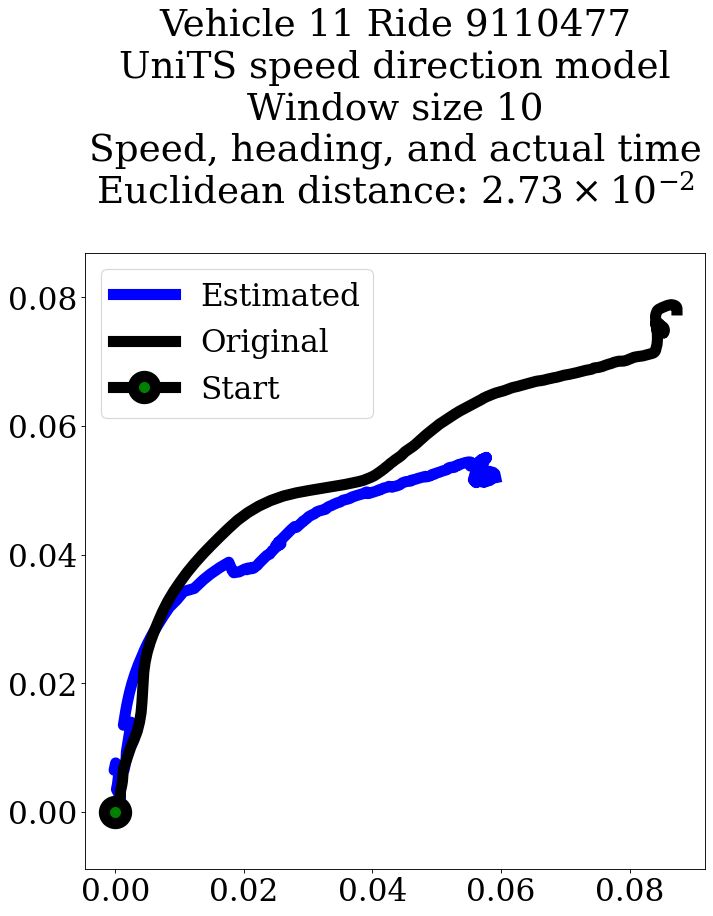 Vehicle 11 Ride 9110477
UniTS speed direction model
Window size 10
Speed, heading, and actual time
Euclidean distance: 2.73 × 10⁻²
Estimated
Original
Start
0.08
0.06
0.04
0.02
0.00
0.00 0.02 0.04 0.06 0.08